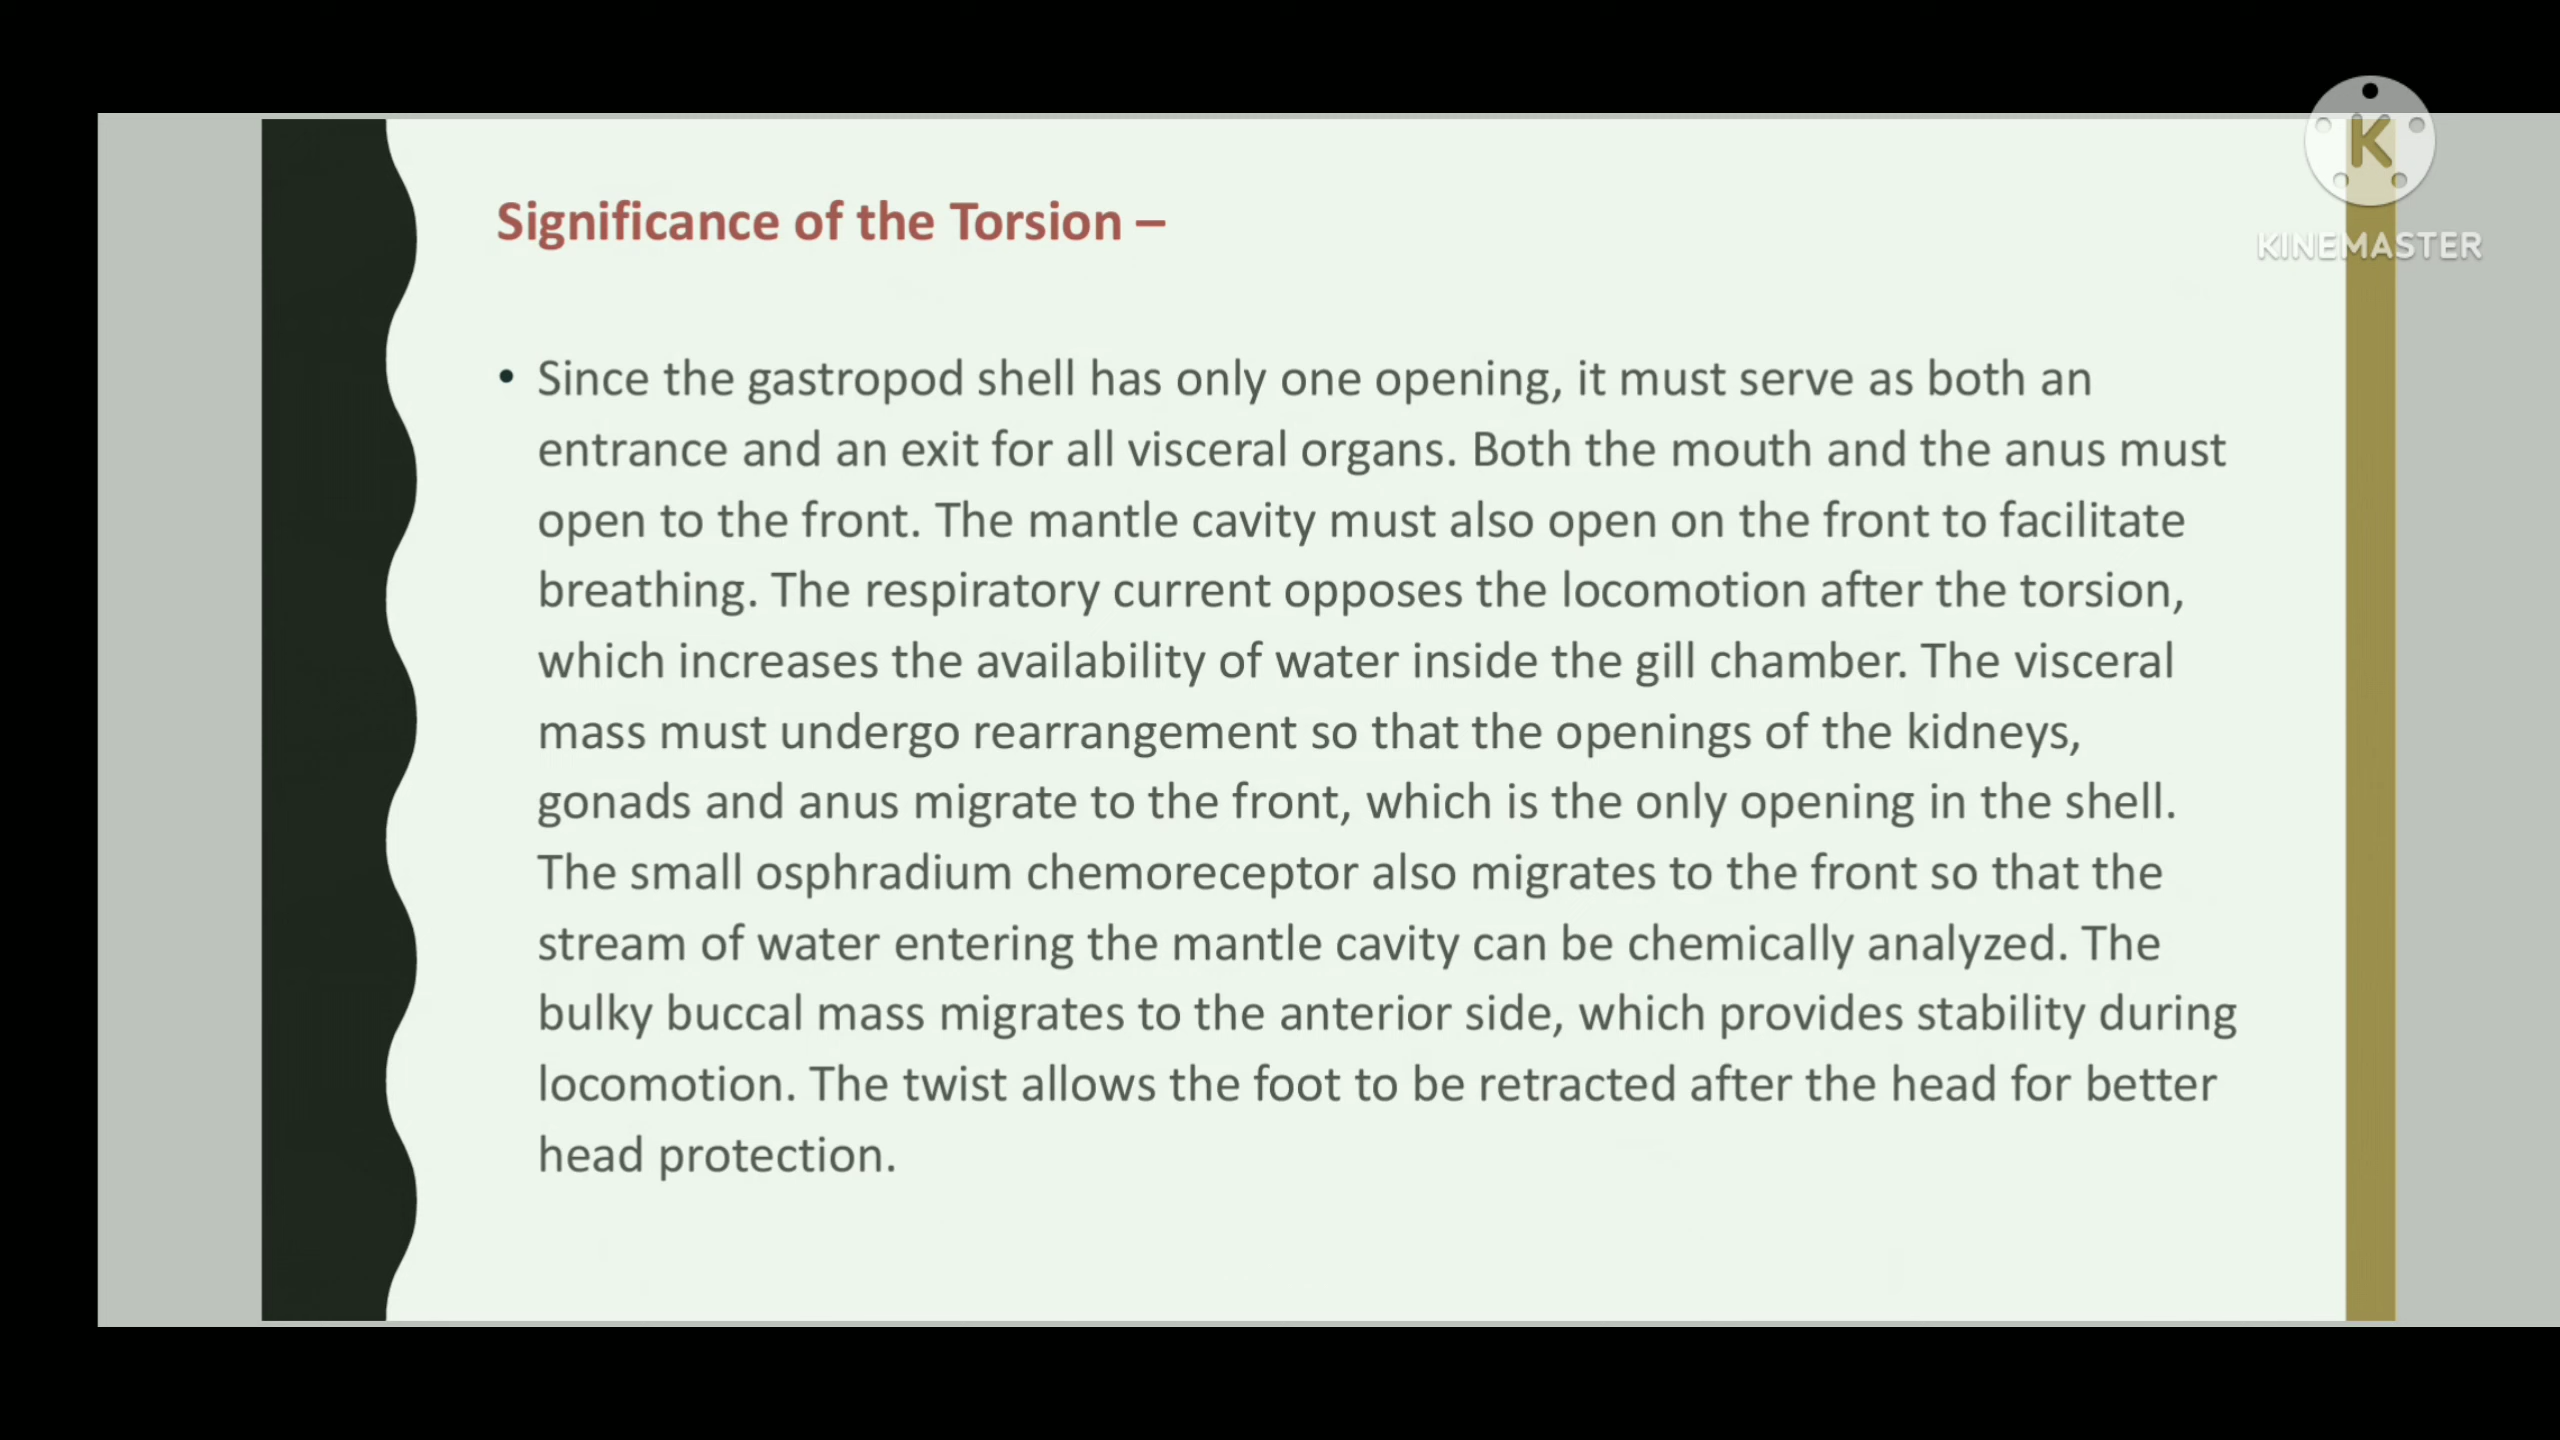 K
KINEMASTER
Significance of the Torsion –
• Since the gastropod shell has only one opening, it must serve as both an
entrance and an exit for all visceral organs. Both the mouth and the anus must
open to the front. The mantle cavity must also open on the front to facilitate
breathing. The respiratory current opposes the locomotion after the torsion,
which increases the availability of water inside the gill chamber. The visceral
mass must undergo rearrangement so that the openings of the kidneys,
gonads and anus migrate to the front, which is the only opening in the shell.
The small osphradium chemoreceptor also migrates to the front so that the
stream of water entering the mantle cavity can be chemically analyzed. The
bulky buccal mass migrates to the anterior side, which provides stability during
locomotion. The twist allows the foot to be retracted after the head for better
head protection.